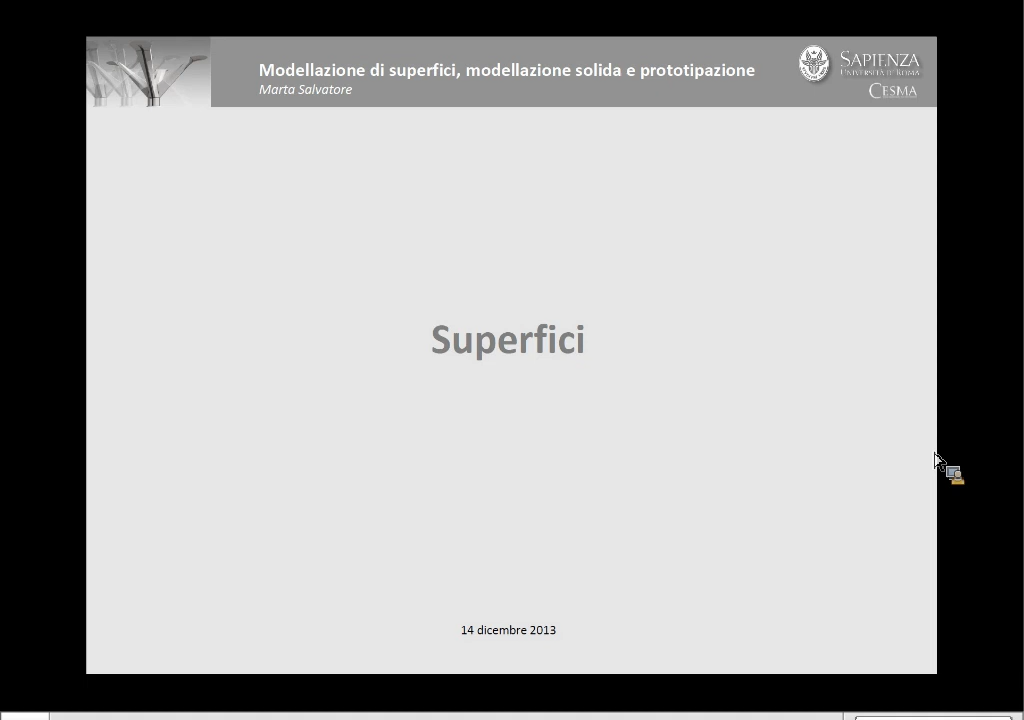 Modellazione di superfici, modellazione solida e prototipazione
Marta Salvatore
SAPIENZA
UNIVERSITÀ DI ROMA
CESMA
Superfici
14 dicembre 2013